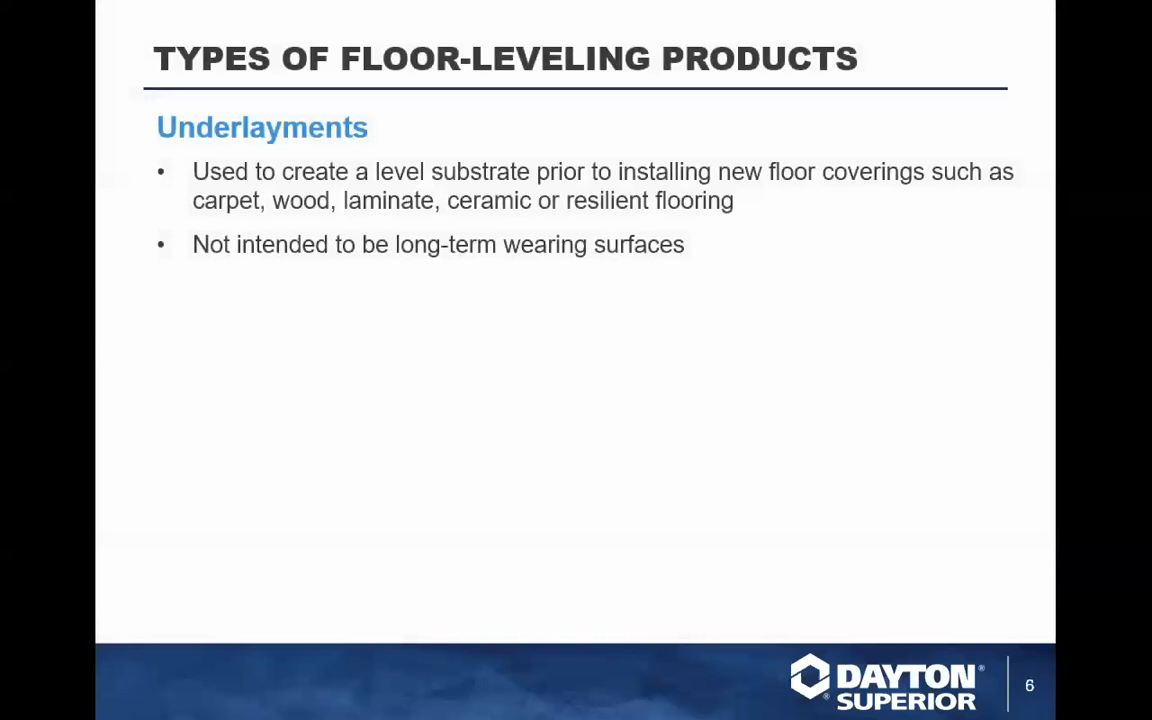 TYPES OF FLOOR-LEVELING PRODUCTS
Underlayments
• Used to create a level substrate prior to installing new floor coverings such as
carpet, wood, laminate, ceramic or resilient flooring
• Not intended to be long-term wearing surfaces
DAYTON®
SUPERIOR
®
6